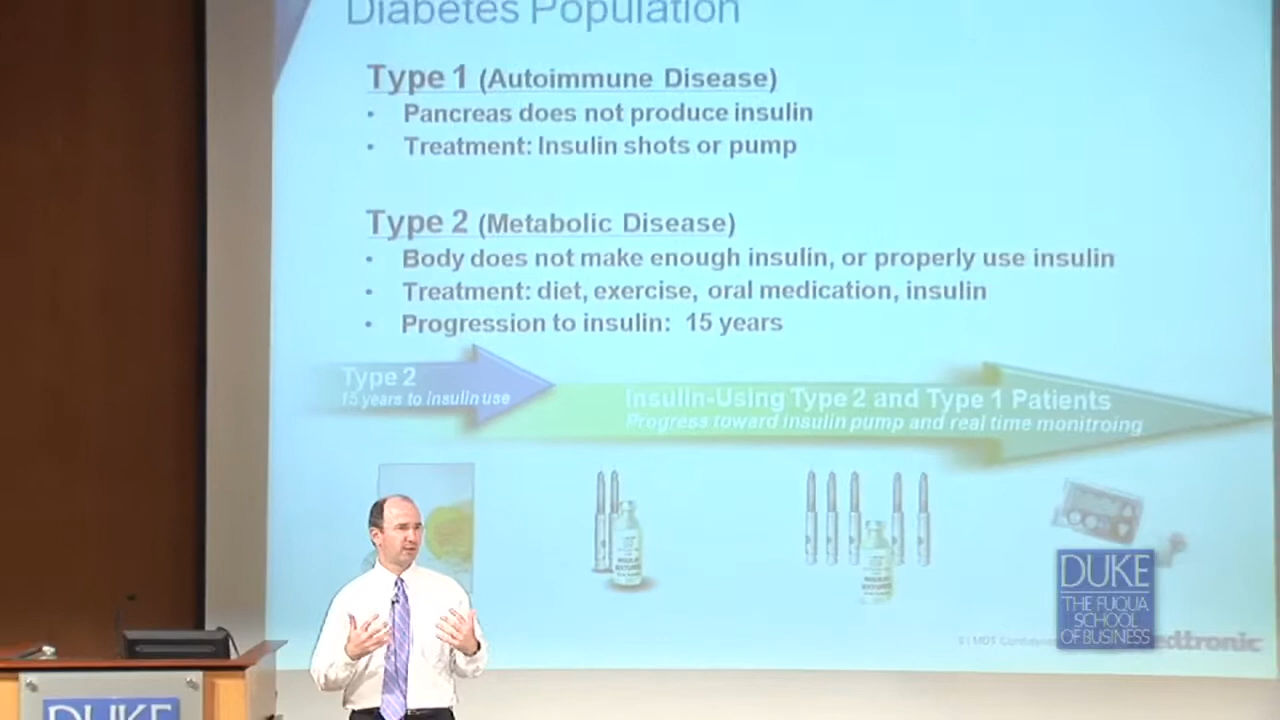 Diabetes Population
Type 1 (Autoimmune Disease)
• Pancreas does not produce insulin
• Treatment: Insulin shots or pump
Type 2 (Metabolic Disease)
• Body does not make enough insulin, or properly use insulin
• Treatment: diet, exercise, oral medication, insulin
• Progression to insulin: 15 years
Type 2
15 years to insulin use
Insulin-Using Type 2 and Type 1 Patients
Progress toward insulin pump and real time monitroing
DUKE
THE FUQUA
SCHOOL
OF BUSINESS
MDT
edtronic
DUKE